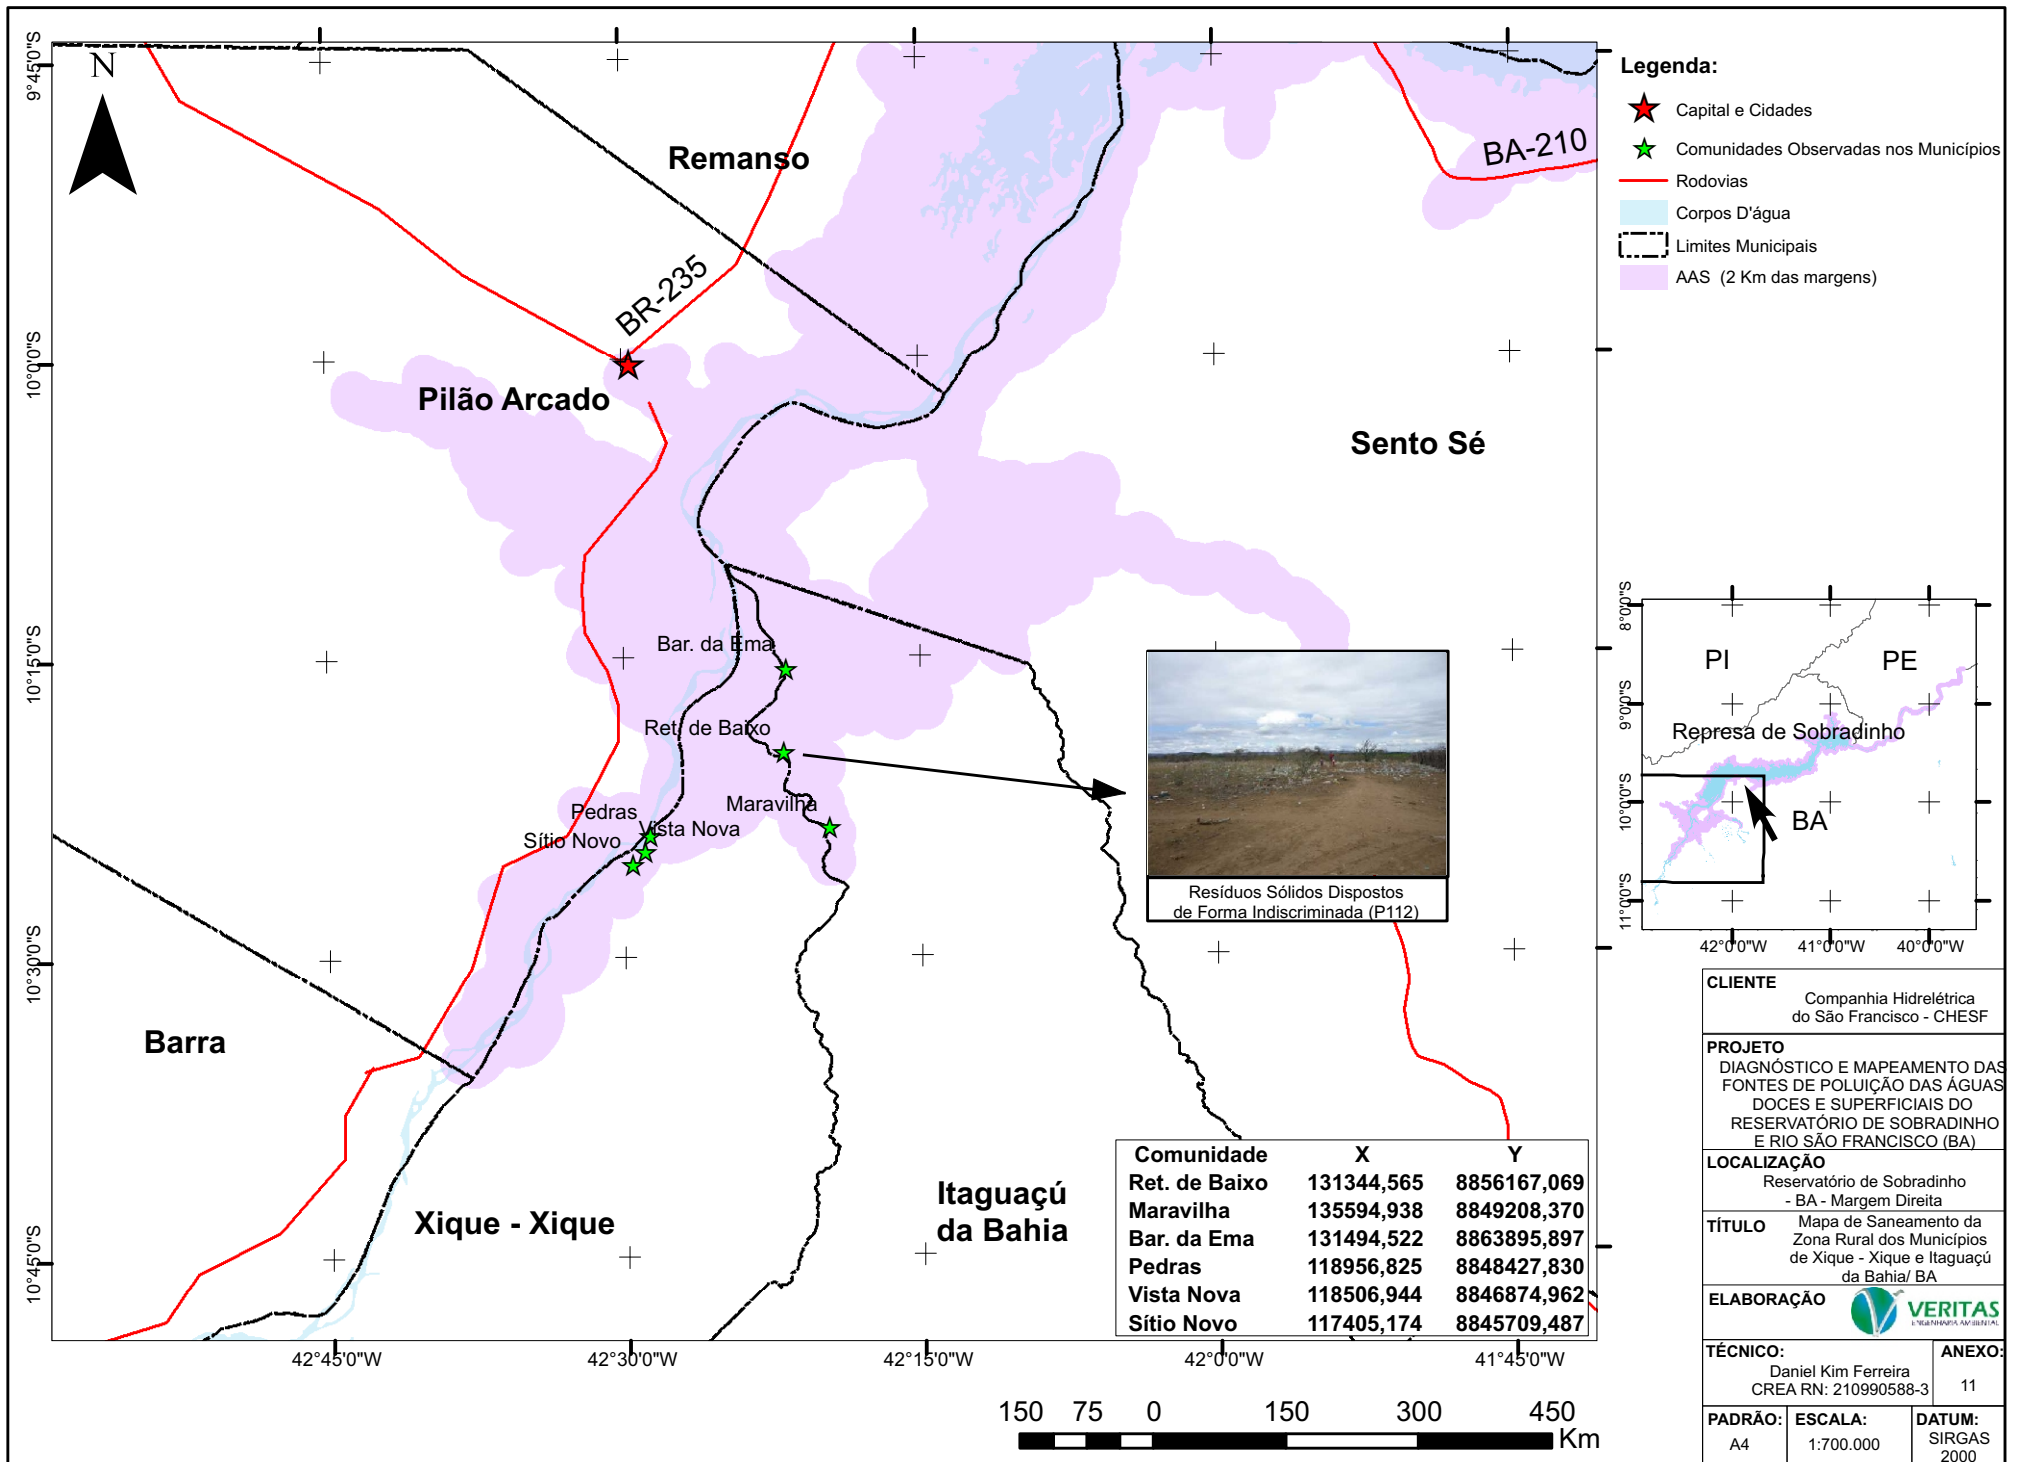 9°45'0"S
10°0'0"S
10°15'0"S
10°30'0"S
10°45'0"S
N
Remanso
BA-210
BR-235
Pilão Arcado
Sento Sé
Bar. da Ema
Ret. de Baixo
Maravilha
Pedras
Vista Nova
Sítio Novo
Barra
Xique - Xique
Itaguaçú
da Bahia
Resíduos Sólidos Dispostos
de Forma Indiscriminada (P112)
Comunidade X Y
Ret. de Baixo 131344,565 8856167,069
Maravilha 135594,938 8849208,370
Bar. da Ema 131494,522 8863895,897
Pedras 118956,825 8848427,830
Vista Nova 118506,944 8846874,962
Sítio Novo 117405,174 8845709,487
42°45'0"W 42°30'0"W 42°15'0"W 42°0'0"W 41°45'0"W
150 75 0 150 300 450
Km
Legenda:
Capital e Cidades
Comunidades Observadas nos Municípios
Rodovias
Corpos D'água
Limites Municipais
AAS (2 Km das margens)
8°0'0"S
9°0'0"S
10°0'0"S
11°0'0"S
PI
PE
Represa de Sobradinho
BA
42°0'0"W 41°0'0"W 40°0'0"W
CLIENTE
Companhia Hidrelétrica
do São Francisco - CHESF
PROJETO
DIAGNÓSTICO E MAPEAMENTO DAS
FONTES DE POLUIÇÃO DAS ÁGUAS
DOCES E SUPERFICIAIS DO
RESERVATÓRIO DE SOBRADINHO
E RIO SÃO FRANCISCO (BA)
LOCALIZAÇÃO
Reservatório de Sobradinho
- BA - Margem Direita
TÍTULO
Mapa de Saneamento da
Zona Rural dos Municípios
de Xique - Xique e Itaguaçú
da Bahia/ BA
ELABORAÇÃO
VERITAS
ENGENHARIA AMBIENTAL
TÉCNICO:
Daniel Kim Ferreira
CREA RN: 210990588-3
ANEXO:
11
PADRÃO:
A4
ESCALA:
1:700.000
DATUM:
SIRGAS
2000